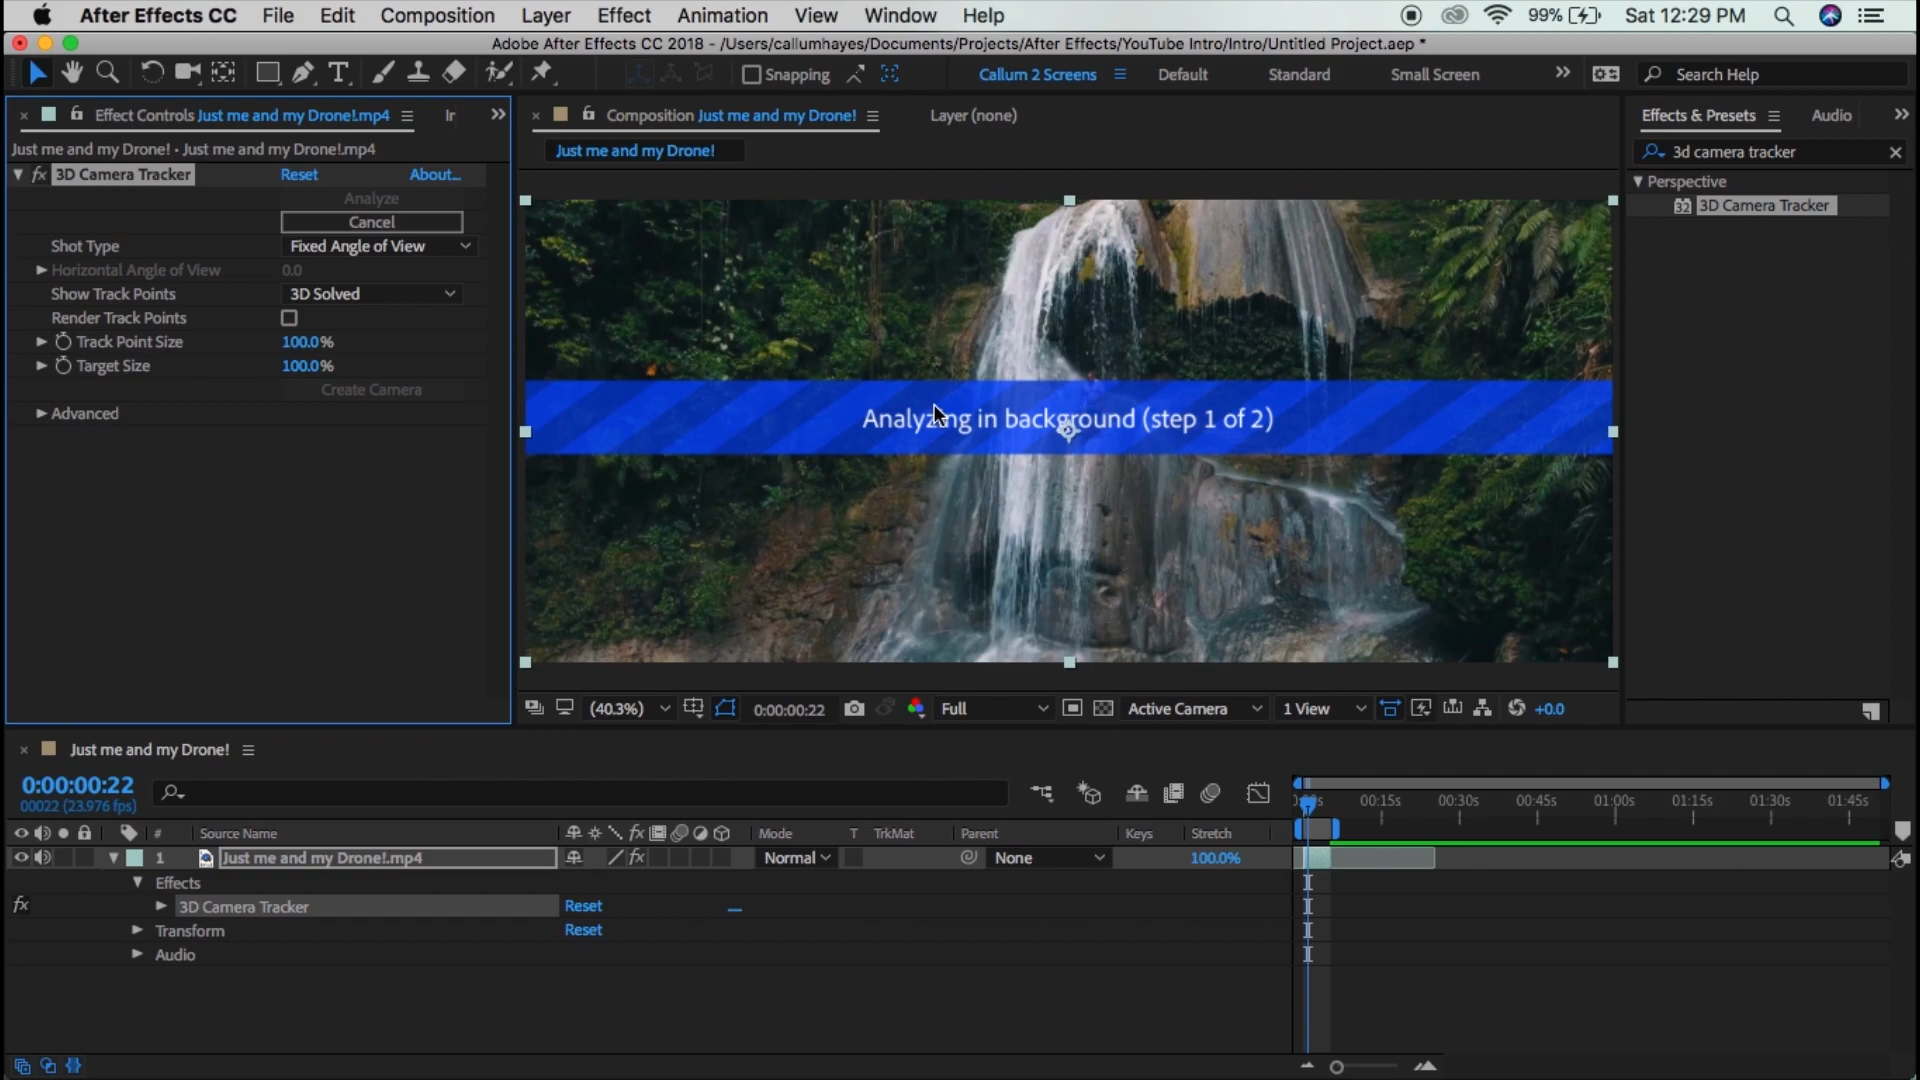 After Effects CC File Edit Composition Layer Effect Animation View Window Help 99% Sat 12:29 PM
Adobe After Effects CC 2018 - /Users/callumhayes/Documents/Projects/After Effects/YouTube Intro/Intro/Untitled Project.aep *
Snapping Callum 2 Screens Default Standard Small Screen Search Help
Effect Controls Just me and my Drone!.mp4 Ir
Composition Just me and my Drone! Layer (none)
Effects & Presets Audio
Just me and my Drone! • Just me and my Drone!.mp4
Just me and my Drone!
3d camera tracker
fx 3D Camera Tracker Reset About...
Perspective
Analyze
32 3D Camera Tracker
Cancel
Shot Type Fixed Angle of View
Horizontal Angle of View 0.0
Show Track Points 3D Solved
Render Track Points
Track Point Size 100.0%
Target Size 100.0%
Create Camera
Advanced
Analyzing in background (step 1 of 2)
(40.3%) 0:00:00:22 Full Active Camera 1 View +0.0
Just me and my Drone!
0:00:00:22
00022 (23.976 fps)
00:15s 00:30s 00:45s 01:00s 01:15s 01:30s 01:45s
# Source Name fx Mode T TrkMat Parent Keys Stretch
1 Just me and my Drone!.mp4 fx Normal None 100.0%
Effects
fx 3D Camera Tracker Reset
Transform Reset
Audio